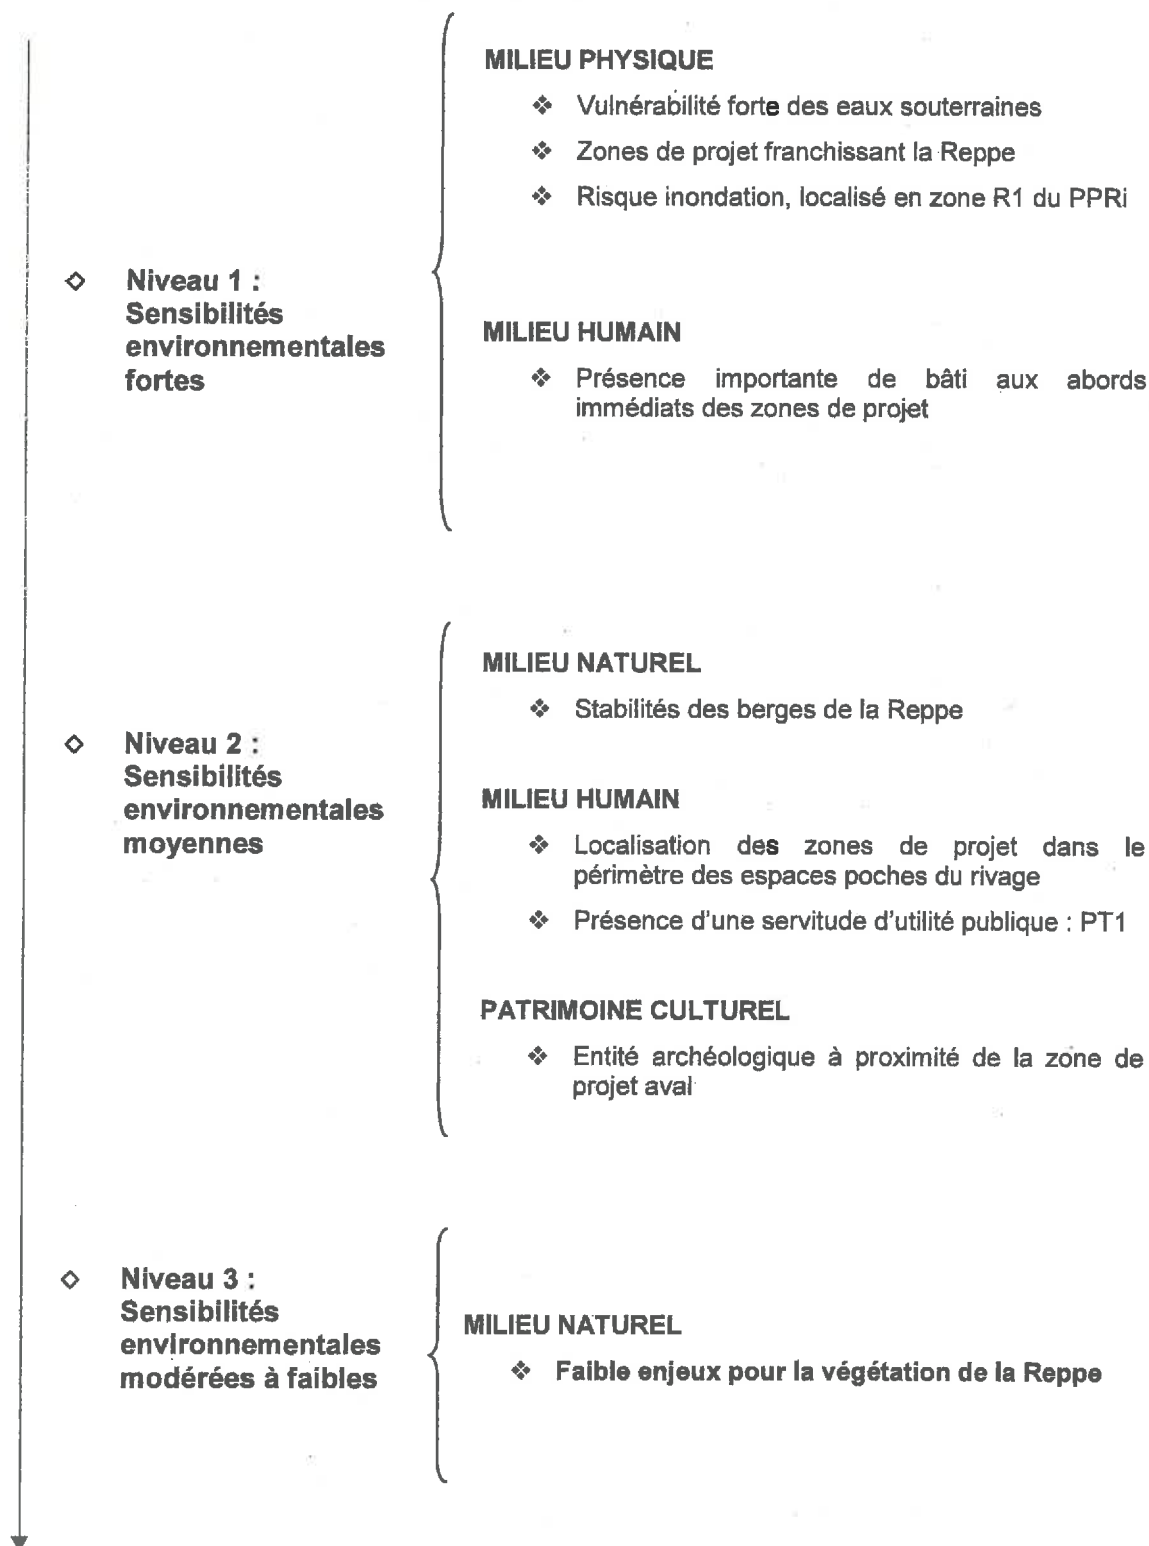 MILIEU PHYSIQUE
❖ Vulnérabilité forte des eaux souterraines
❖ Zones de projet franchissant la Reppe
❖ Risque inondation, localisé en zone R1 du PPRi
◇ Niveau 1 :
Sensibilités
environnementales
fortes
MILIEU HUMAIN
❖ Présence importante de bâti aux abords
immédiats des zones de projet
MILIEU NATUREL
❖ Stabilités des berges de la Reppe
◇ Niveau 2 :
Sensibilités
environnementales
moyennes
MILIEU HUMAIN
❖ Localisation des zones de projet dans le
périmètre des espaces poches du rivage
❖ Présence d'une servitude d'utilité publique : PT1
PATRIMOINE CULTUREL
❖ Entité archéologique à proximité de la zone de
projet aval
◇ Niveau 3 :
Sensibilités
environnementales
modérées à faibles
MILIEU NATUREL
❖ Faible enjeux pour la végétation de la Reppe